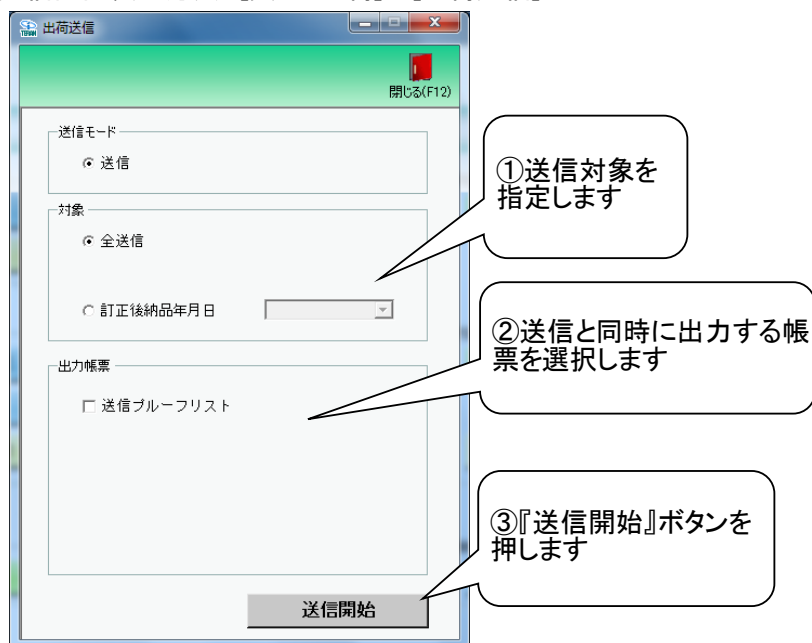 出荷送信
閉じる(F12)
送信モード
送信
①送信対象を
指定します
対象
全送信
訂正後納品年月日
②送信と同時に出力する帳
票を選択します
出力帳票
送信プルーフリスト
③『送信開始』ボタンを
押します
送信開始